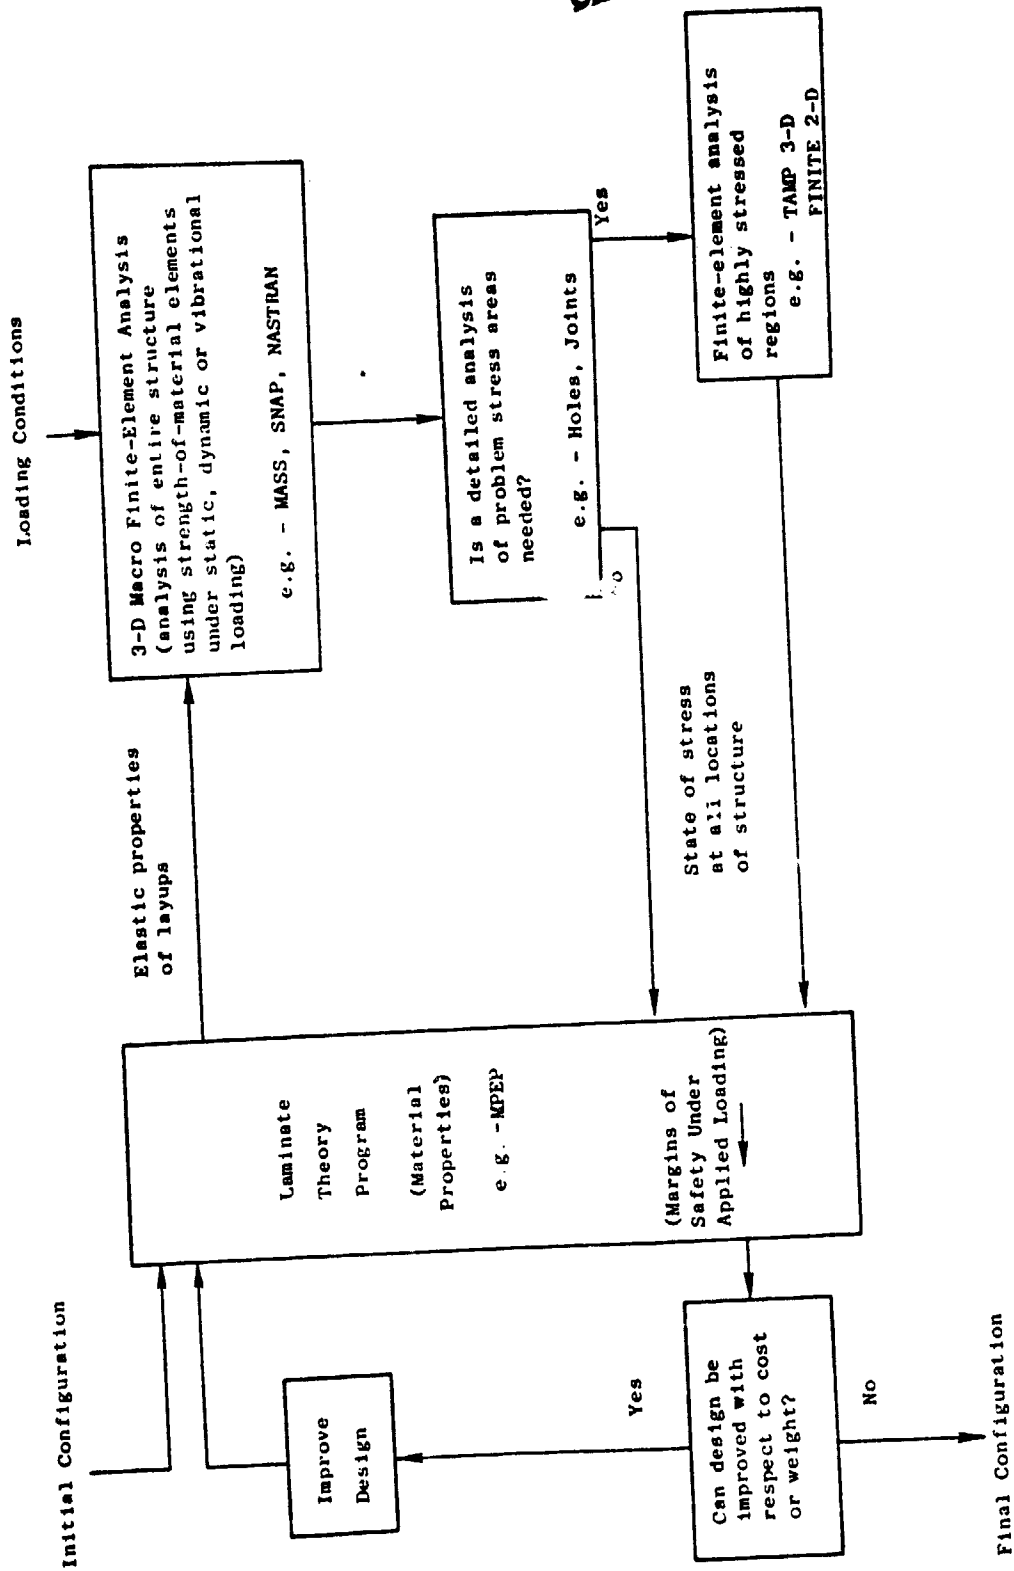 Initial Configuration
Improve
Design
Yes
Can design be
improved with
respect to cost
or weight?
No
Final Configuration
Laminate
Theory
Program
(Material
Properties)
e.g. -MPEP
(Margins of
Safety Under
Applied Loading)
Elastic properties
of layups
State of stress
at all locations
of structure
Loading Conditions
3-D Macro Finite-Element Analysis
(analysis of entire structure
using strength-of-material elements
under static, dynamic or vibrational
loading)
e.g. - MASS, SNAP, NASTRAN
Is a detailed analysis
of problem stress areas
needed?
e.g. - Holes, Joints
Yes
Finite-element analysis
of highly stressed
regions
e.g. - TAMP 3-D
FINITE 2-D